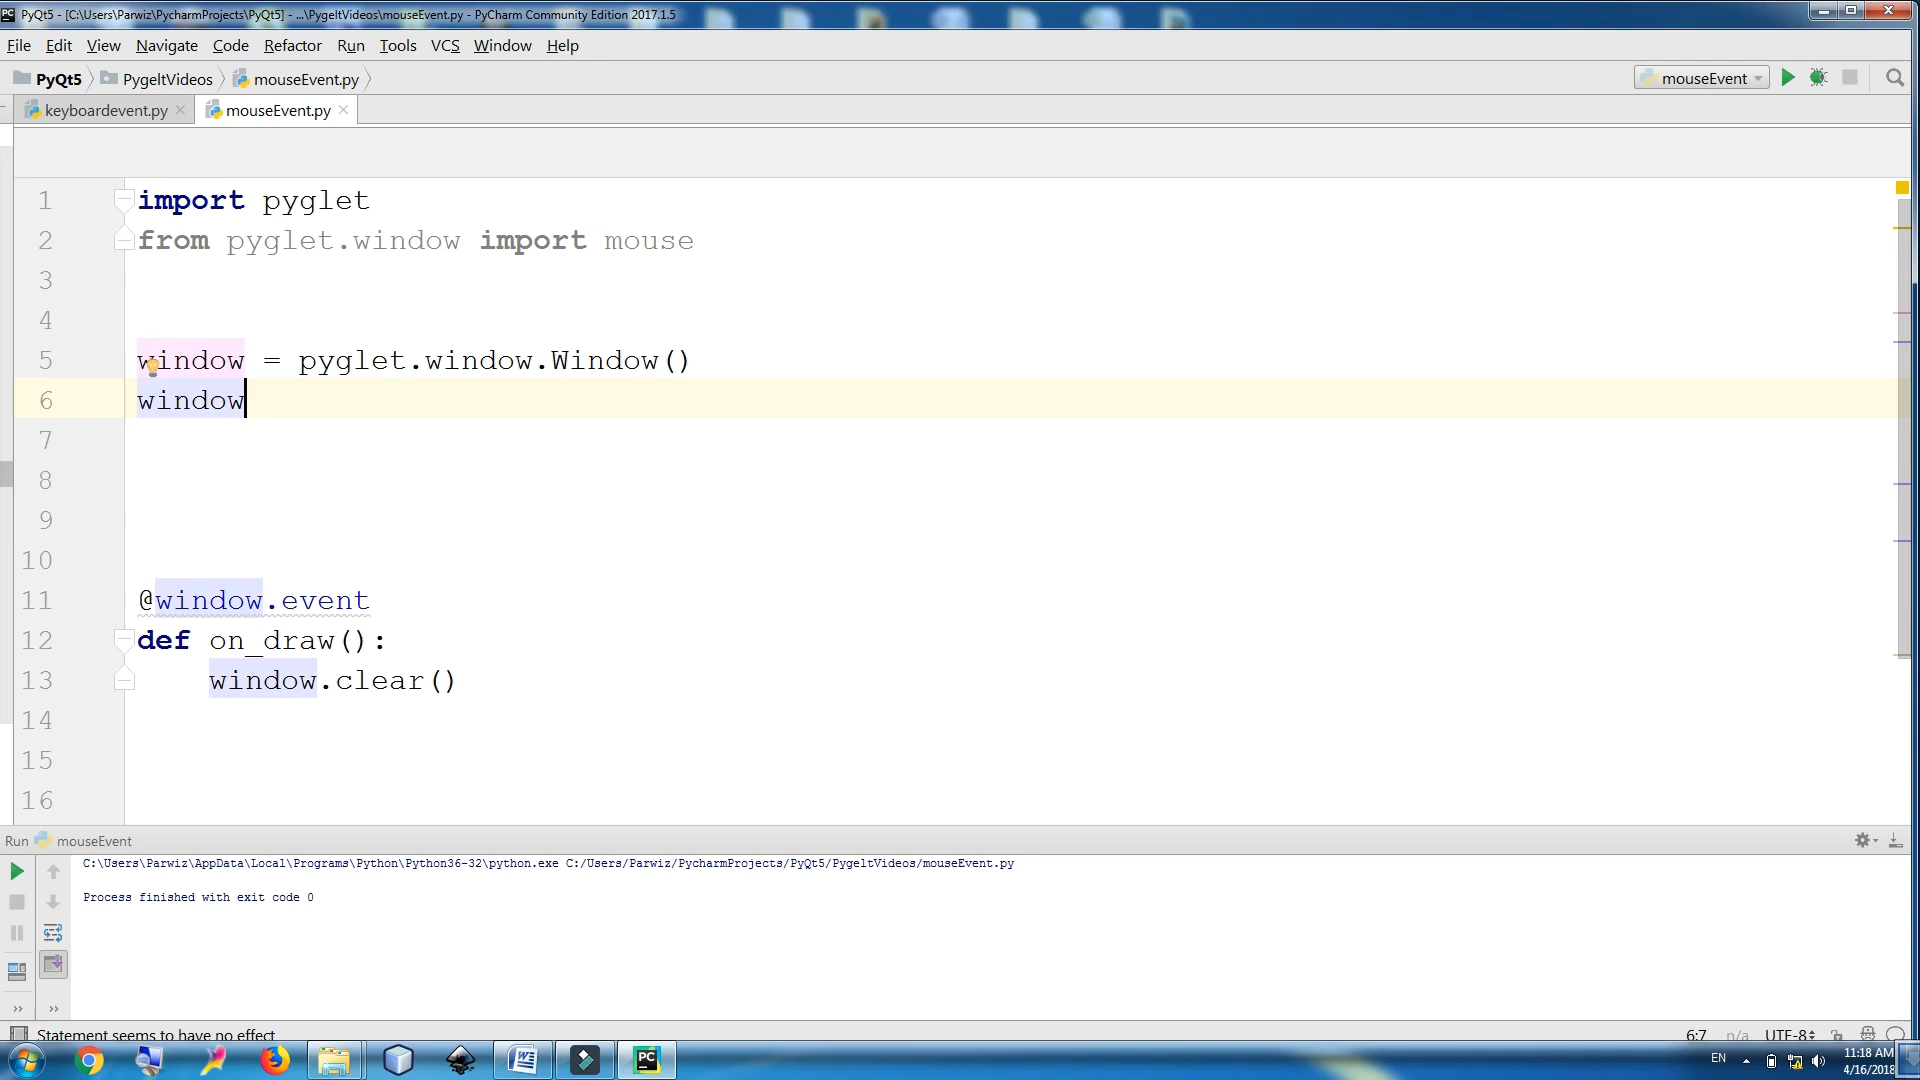 PyQt5 - [C:\Users\Parwiz\PycharmProjects\PyQt5] - ...\PygeltVideos\mouseEvent.py - PyCharm Community Edition 2017.1.5
File Edit View Navigate Code Refactor Run Tools VCS Window Help
PyQt5 PygeltVideos mouseEvent.py mouseEvent
keyboardevent.py mouseEvent.py
1 import pyglet
2 from pyglet.window import mouse
3
4
5 window = pyglet.window.Window()
6 window
7
8
9
10
11 @window.event
12 def on_draw():
13 window.clear()
14
15
16
Run mouseEvent
C:\Users\Parwiz\AppData\Local\Programs\Python\Python36-32\python.exe C:/Users/Parwiz/PycharmProjects/PyQt5/PygeltVideos/mouseEvent.py
Process finished with exit code 0
Statement seems to have no effect 6:7 n/a UTF-8
EN 11:18 AM
4/16/2018